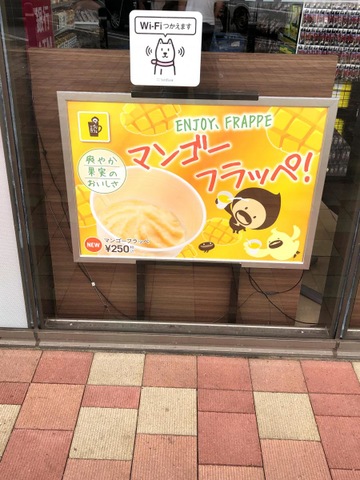 Wi-Fiつかえます
ENJOY, FRAPPE
マンゴー
フラッペ!
爽やか
果実の
おいしさ
NEW
マンゴーフラッペ
¥250